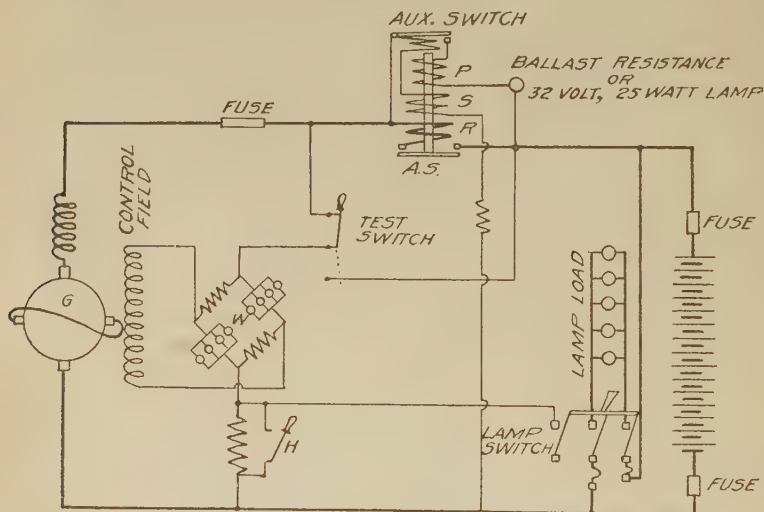 AUX. SWITCH
BALLAST RESISTANCE
OR
32 VOLT, 25 WATT LAMP
P
S
R
FUSE
A.S.
CONTROL
FIELD
TEST
SWITCH
FUSE
G
W
LAMP LOAD
H
LAMP
SWITCH
FUSE